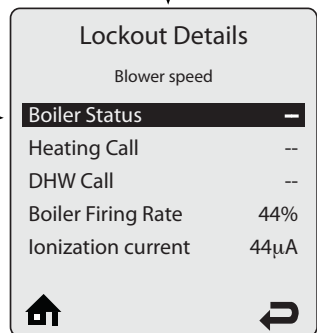 Lockout Details
Blower speed
Boiler Status –
Heating Call --
DHW Call --
Boiler Firing Rate 44%
Ionization current 44µA